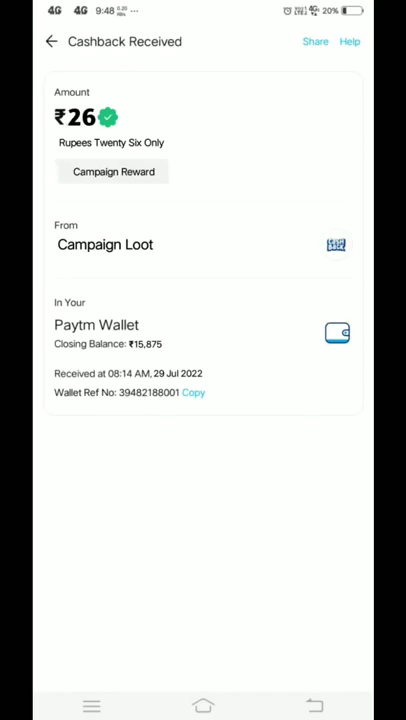 4G 4G 9:48 ...
4G 20%
Cashback Received
Share Help
Amount
₹26
Rupees Twenty Six Only
Campaign Reward
From
Campaign Loot
In Your
Paytm Wallet
Closing Balance: ₹15,875
Received at 08:14 AM, 29 Jul 2022
Wallet Ref No: 39482188001 Copy